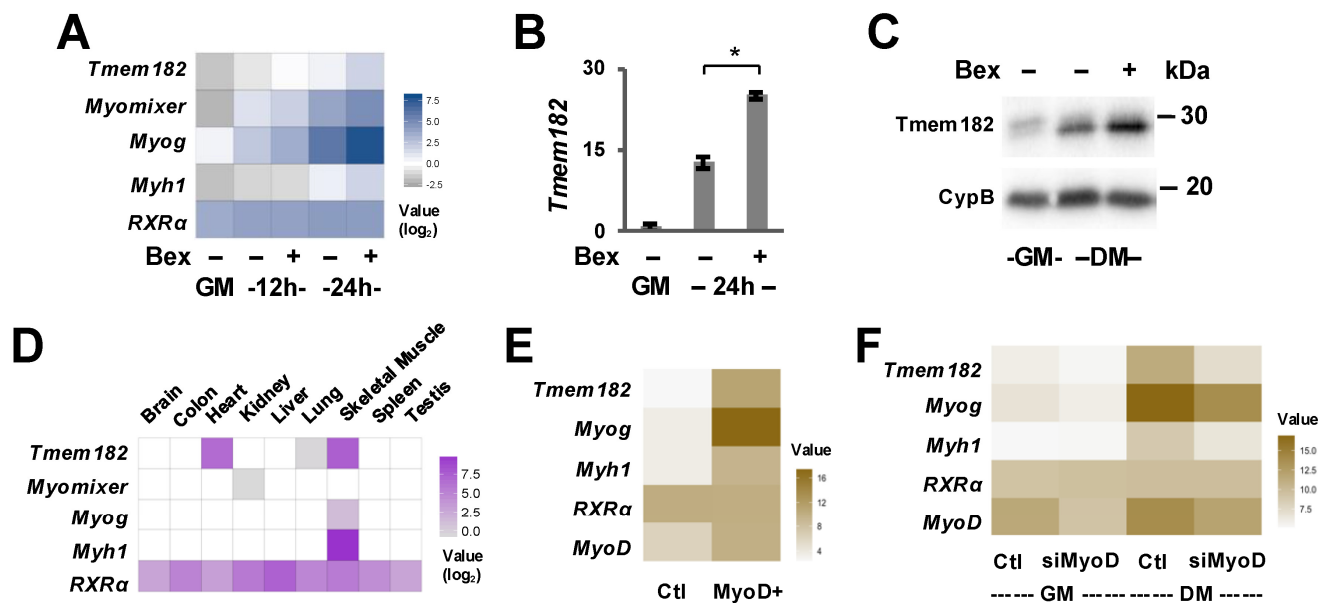 A
Tmem182
Myomixer
Myog
Myh1
RXRα
Bex – – + – +
GM -12h- -24h-
7.5
5.0
2.5
0.0
-2.5
Value
(log2)
B
*
Tmem182
30
15
0
Bex – – +
GM – 24h –
C
Bex – – + kDa
Tmem182 – 30
CypB – 20
-GM- –DM–
D
Brain Colon Heart Kidney Liver Lung Skeletal Muscle Spleen Testis
Tmem182
Myomixer
Myog
Myh1
RXRα
7.5
5.0
2.5
0.0
Value
(log2)
E
Tmem182
Myog
Myh1
RXRα
MyoD
Ctl MyoD+
Value
16
12
8
4
F
Tmem182
Myog
Myh1
RXRα
MyoD
Ctl siMyoD Ctl siMyoD
------ GM ------ ------ DM ------
Value
15.0
12.5
10.0
7.5